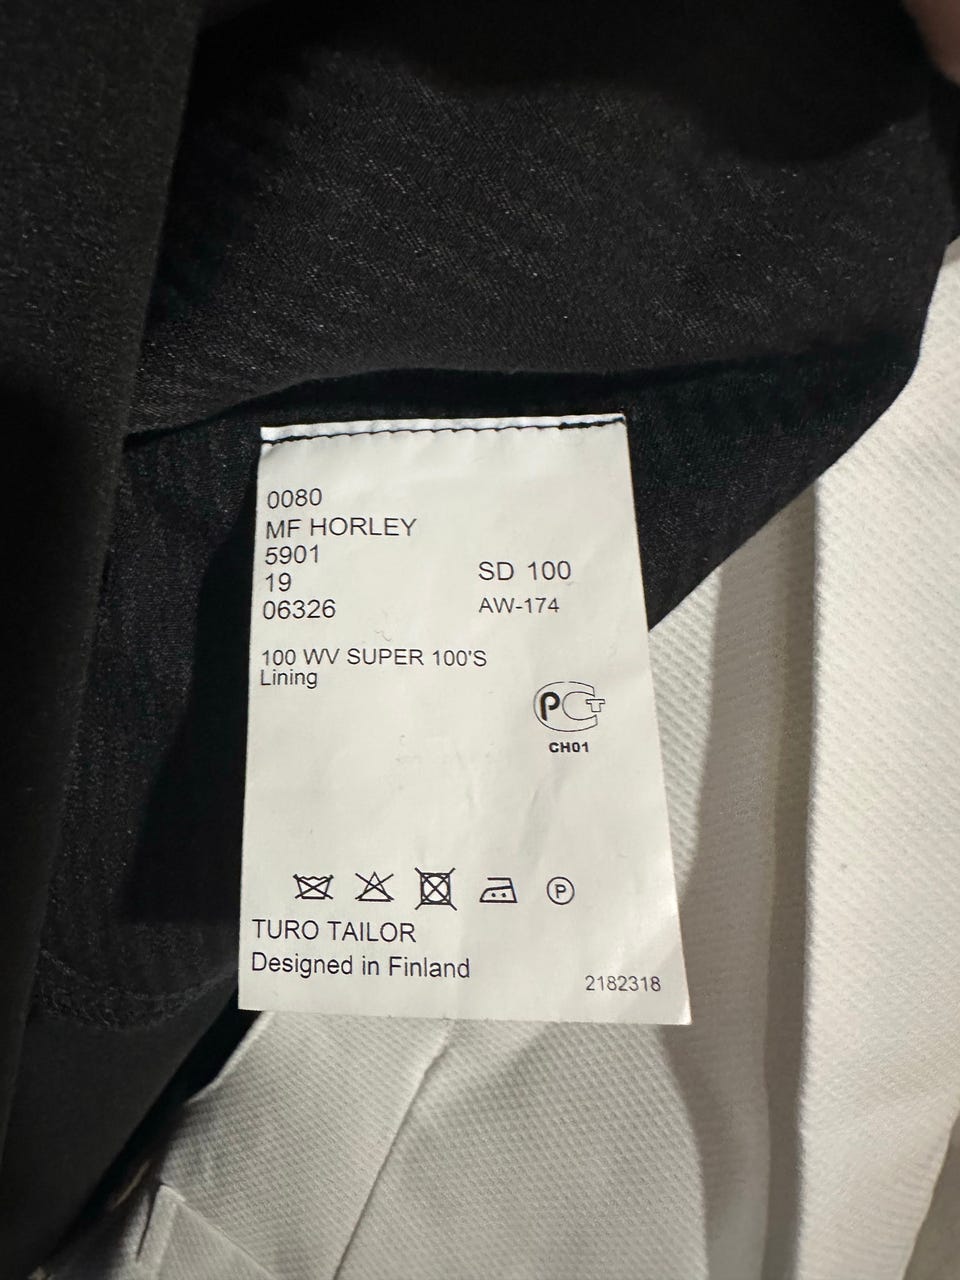 0080
MF HORLEY
5901
19 SD 100
06326 AW-174
100 WV SUPER 100'S
Lining
PCT
CH01
P
TURO TAILOR
Designed in Finland
2182318